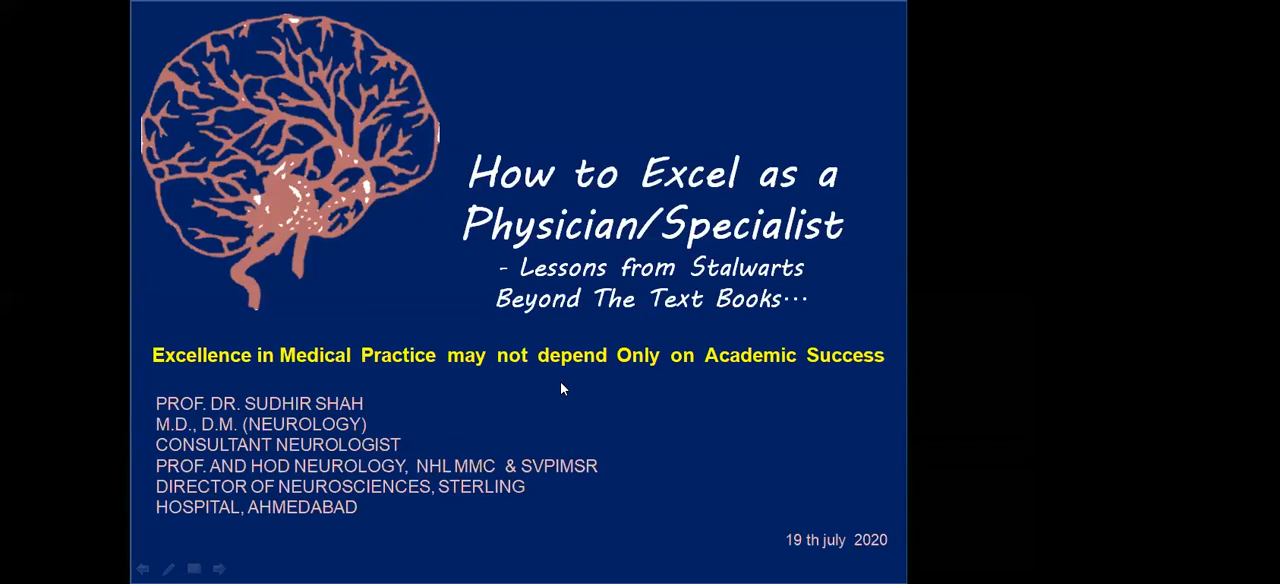 How to Excel as a
Physician/Specialist
- Lessons from Stalwarts
Beyond The Text Books...
Excellence in Medical Practice may not depend Only on Academic Success
PROF. DR. SUDHIR SHAH
M.D., D.M. (NEUROLOGY)
CONSULTANT NEUROLOGIST
PROF. AND HOD NEUROLOGY, NHL MMC & SVPIMSR
DIRECTOR OF NEUROSCIENCES, STERLING
HOSPITAL, AHMEDABAD
19 th july 2020